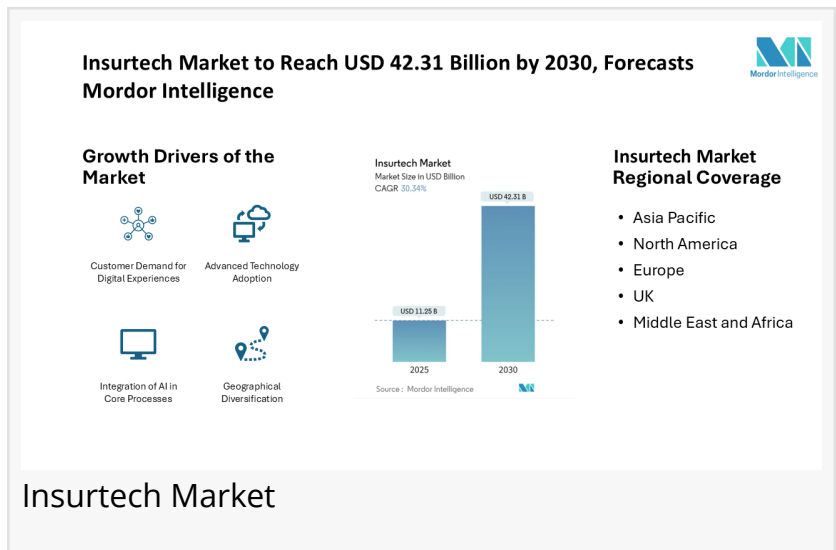 Insurtech Market to Reach USD 42.31 Billion by 2030, Forecasts
Mordor Intelligence
Mordor Intelligence
Growth Drivers of the
Market
Customer Demand for
Digital Experiences
Advanced Technology
Adoption
Integration of AI in
Core Processes
Geographical
Diversification
Insurtech Market
Market Size in USD Billion
CAGR 30.34%
USD 42.31 B
USD 11.25 B
2025
2030
Source : Mordor Intelligence
Insurtech Market
Regional Coverage
• Asia Pacific
• North America
• Europe
• UK
• Middle East and Africa
Insurtech Market